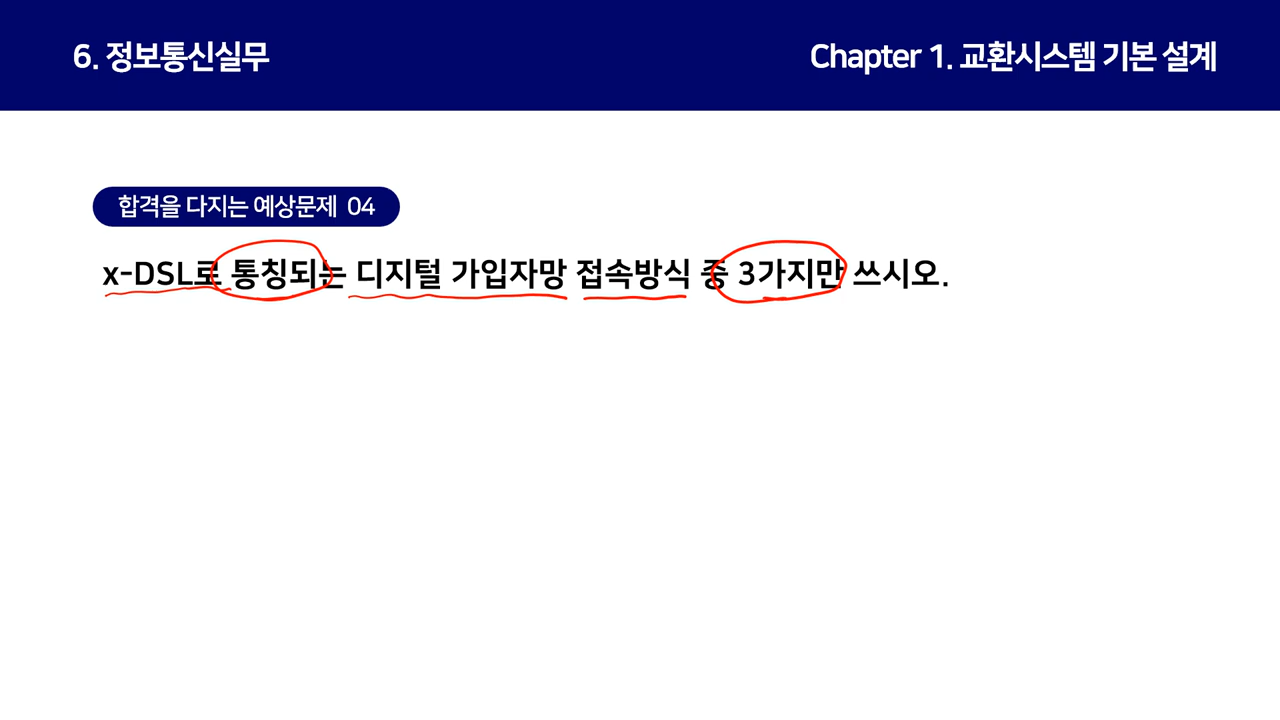 6. 정보통신실무
Chapter 1. 교환시스템 기본 설계
합격을 다지는 예상문제 04
x-DSL로 통칭되는 디지털 가입자망 접속방식 중 3가지만 쓰시오.